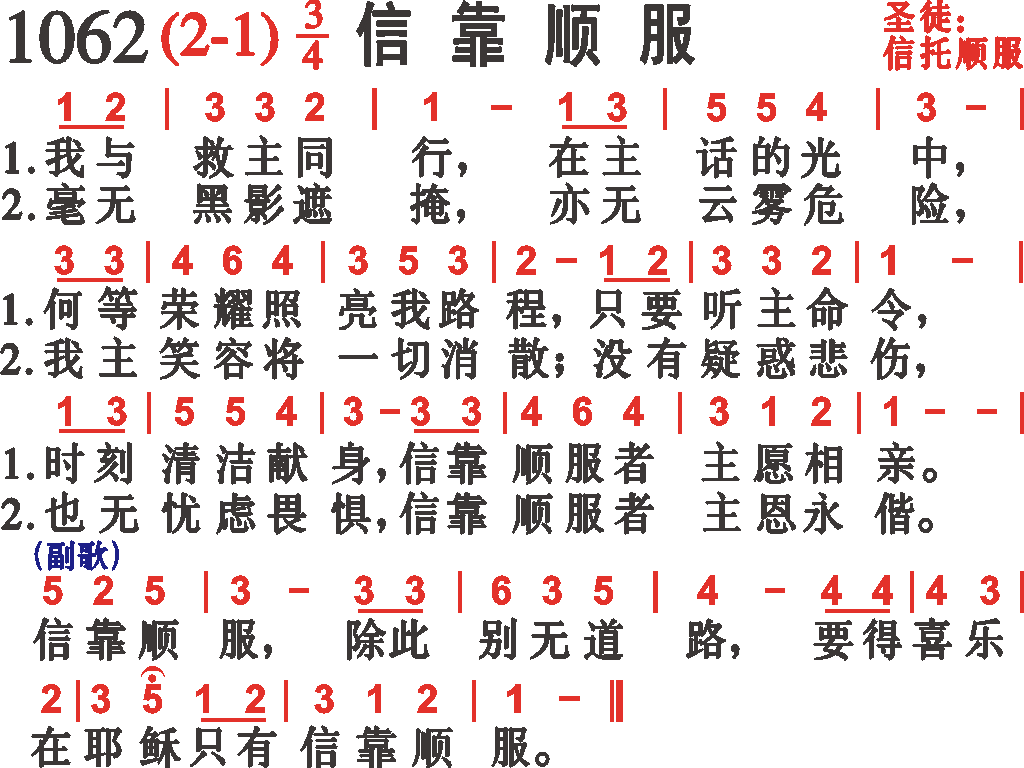 1062 (2-1) 3/4 信靠顺服 圣徒：
信托顺服
1 2 | 3 3 2 | 1 － 1 3 | 5 5 4 | 3 － |
1.我与 救主同 行，在主 话的光 中，
2.毫无 黑影遮 掩，亦无 云雾危 险，
3 3 | 4 6 4 | 3 5 3 | 2 － 1 2 | 3 3 2 | 1 － |
1.何等 荣耀照 亮我路 程，只要 听主命 令，
2.我主 笑容将 一切消 散；没有 疑惑悲 伤，
1 3 | 5 5 4 | 3 － 3 3 | 4 6 4 | 3 1 2 | 1 － － |
1.时刻 清洁献 身，信靠 顺服者 主愿相 亲。
2.也无 忧虑畏 惧，信靠 顺服者 主恩永 偕。
（副歌）
5 2 5 | 3 － 3 3 | 6 3 5 | 4 － 4 4 | 4 3 |
信靠顺 服，除此 别无道 路，要得喜乐
2 | 3 5 1 2 | 3 1 2 | 1 － ‖
在耶稣只有 信靠顺 服。